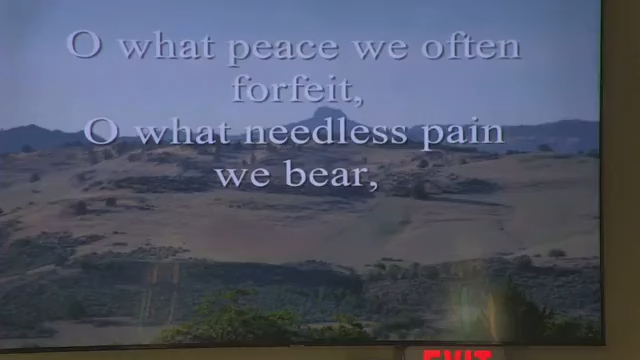 O what peace we often
forfeit,
O what needless pain
we bear,
EXIT